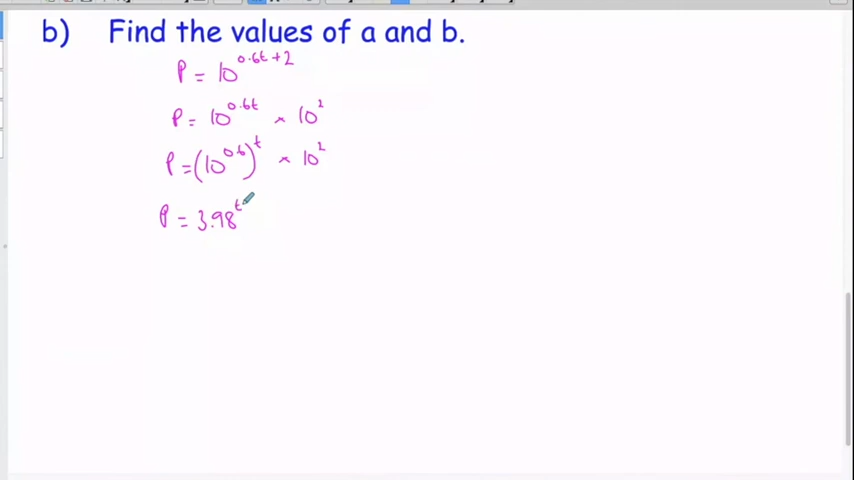 b) Find the values of a and b.
P = 10^{0.6t + 2}
P = 10^{0.6t} × 10^2
P = (10^{0.6})^t × 10^2
P = 3.98^t